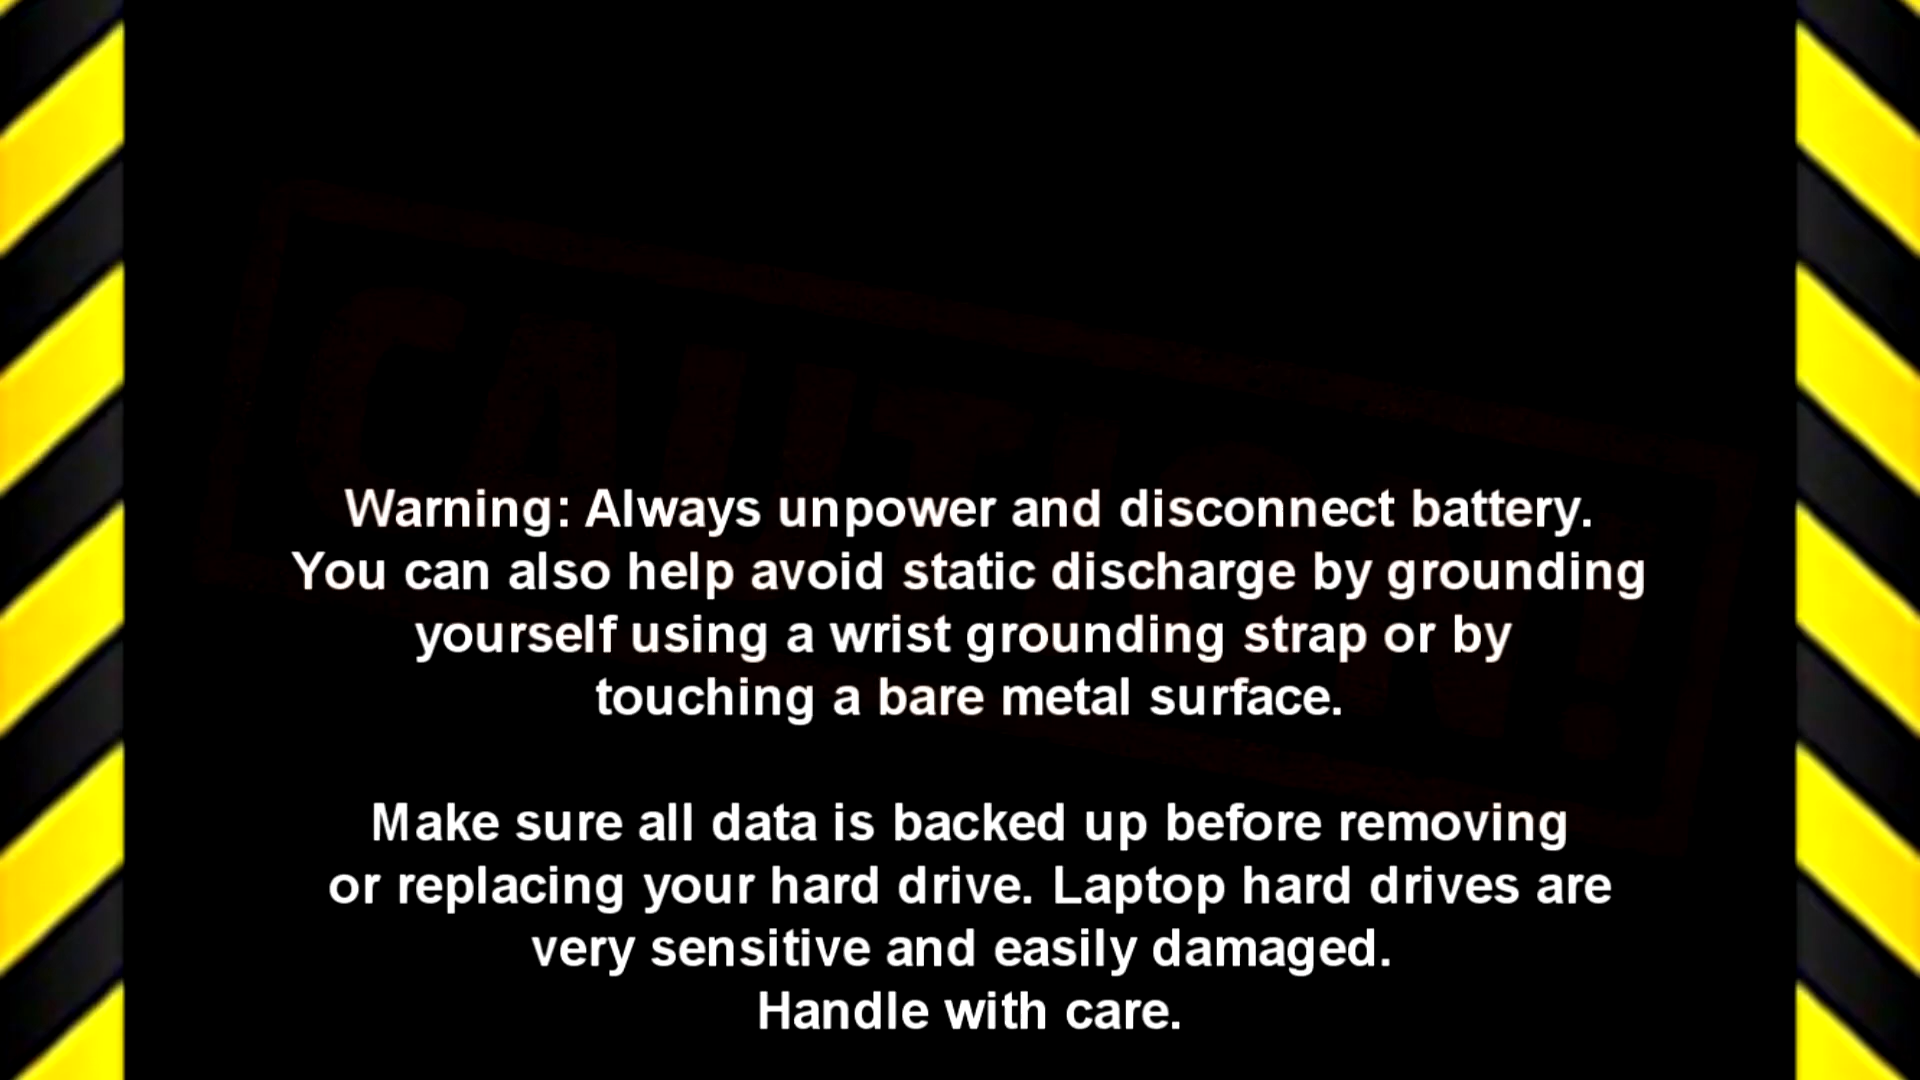 CAUTION!
Warning: Always unpower and disconnect battery.
You can also help avoid static discharge by grounding
yourself using a wrist grounding strap or by
touching a bare metal surface.
Make sure all data is backed up before removing
or replacing your hard drive. Laptop hard drives are
very sensitive and easily damaged.
Handle with care.